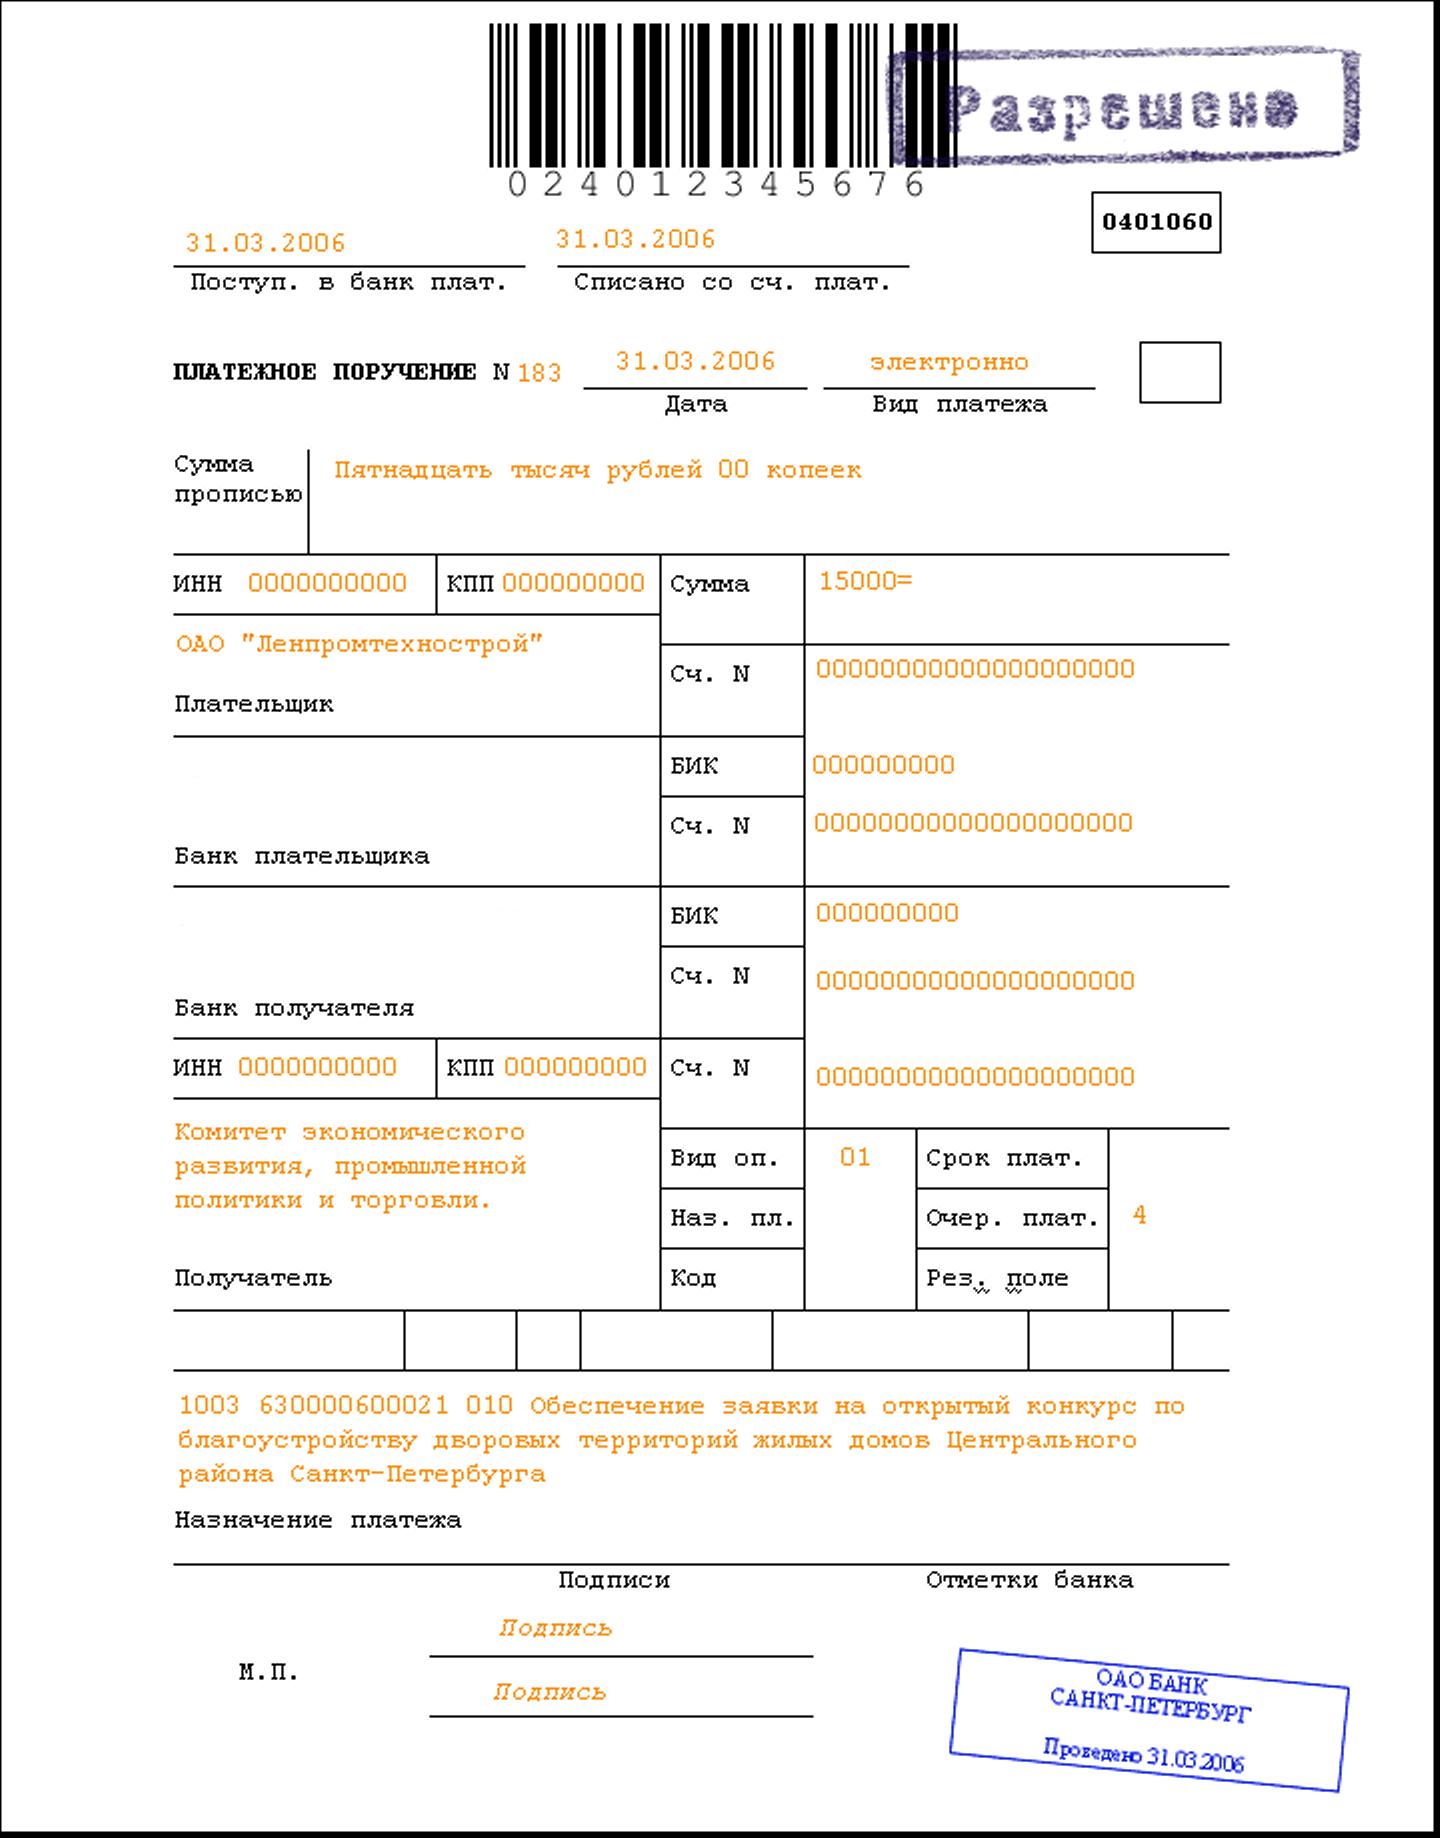 Разрешено
024012345676
0401060
31.03.2006 31.03.2006
Поступ. в банк плат. Списано со сч. плат.
ПЛАТЕЖНОЕ ПОРУЧЕНИЕ N 183 31.03.2006 электронно
Дата Вид платежа
Сумма
прописью
Пятнадцать тысяч рублей 00 копеек
ИНН 0000000000 КПП 000000000 Сумма 15000=
ОАО "Ленпромтехнострой"
Сч. N 00000000000000000000
Плательщик
БИК 000000000
Сч. N 00000000000000000000
Банк плательщика
БИК 000000000
Сч. N 00000000000000000000
Банк получателя
ИНН 0000000000 КПП 000000000 Сч. N 00000000000000000000
Комитет экономического
развития, промышленной
политики и торговли.
Вид оп. 01 Срок плат.
Наз. пл. Очер. плат. 4
Получатель Код Рез. поле
1003 630000600021 010 Обеспечение заявки на открытый конкурс по
благоустройству дворовых территорий жилых домов Центрального
района Санкт-Петербурга
Назначение платежа
Подписи Отметки банка
Подпись
М.П.
Подпись
ОАО БАНК
САНКТ-ПЕТЕРБУРГ
Проведено 31.03.2006